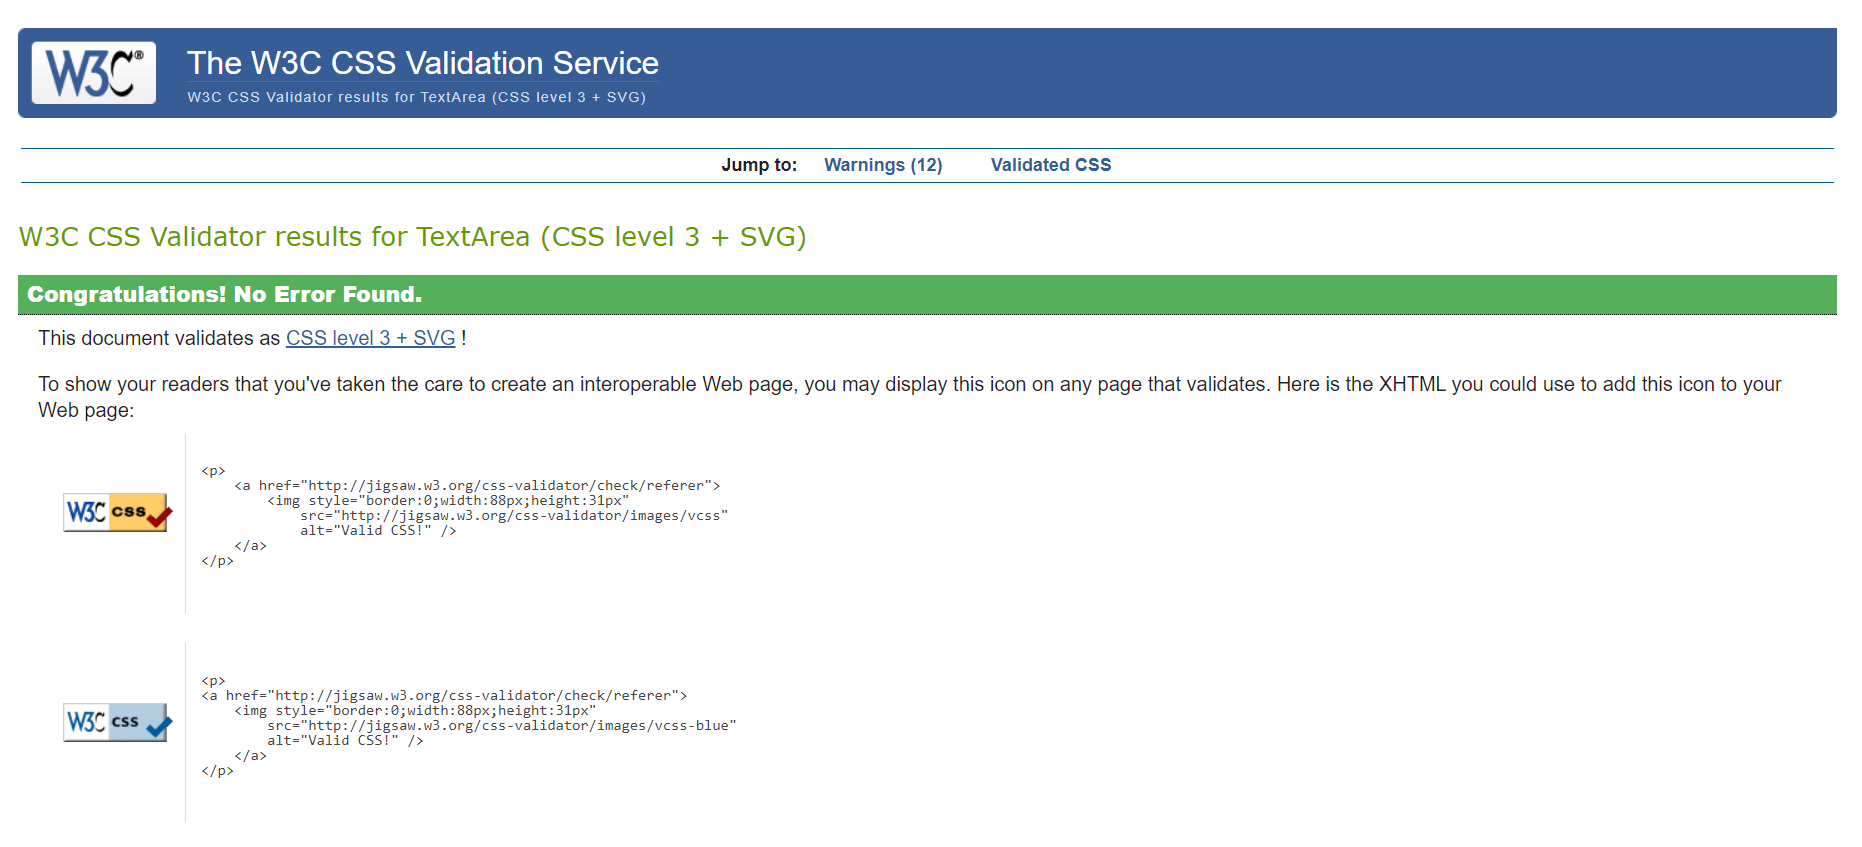 W3C®
The W3C CSS Validation Service
W3C CSS Validator results for TextArea (CSS level 3 + SVG)
Jump to: Warnings (12) Validated CSS
W3C CSS Validator results for TextArea (CSS level 3 + SVG)
Congratulations! No Error Found.
This document validates as CSS level 3 + SVG !
To show your readers that you've taken the care to create an interoperable Web page, you may display this icon on any page that validates. Here is the XHTML you could use to add this icon to your
Web page:
W3C css
<p>
    <a href="http://jigsaw.w3.org/css-validator/check/referer">
        <img style="border:0;width:88px;height:31px"
            src="http://jigsaw.w3.org/css-validator/images/vcss"
            alt="Valid CSS!" />
    </a>
</p>
W3C css
<p>
<a href="http://jigsaw.w3.org/css-validator/check/referer">
    <img style="border:0;width:88px;height:31px"
        src="http://jigsaw.w3.org/css-validator/images/vcss-blue"
        alt="Valid CSS!" />
    </a>
</p>